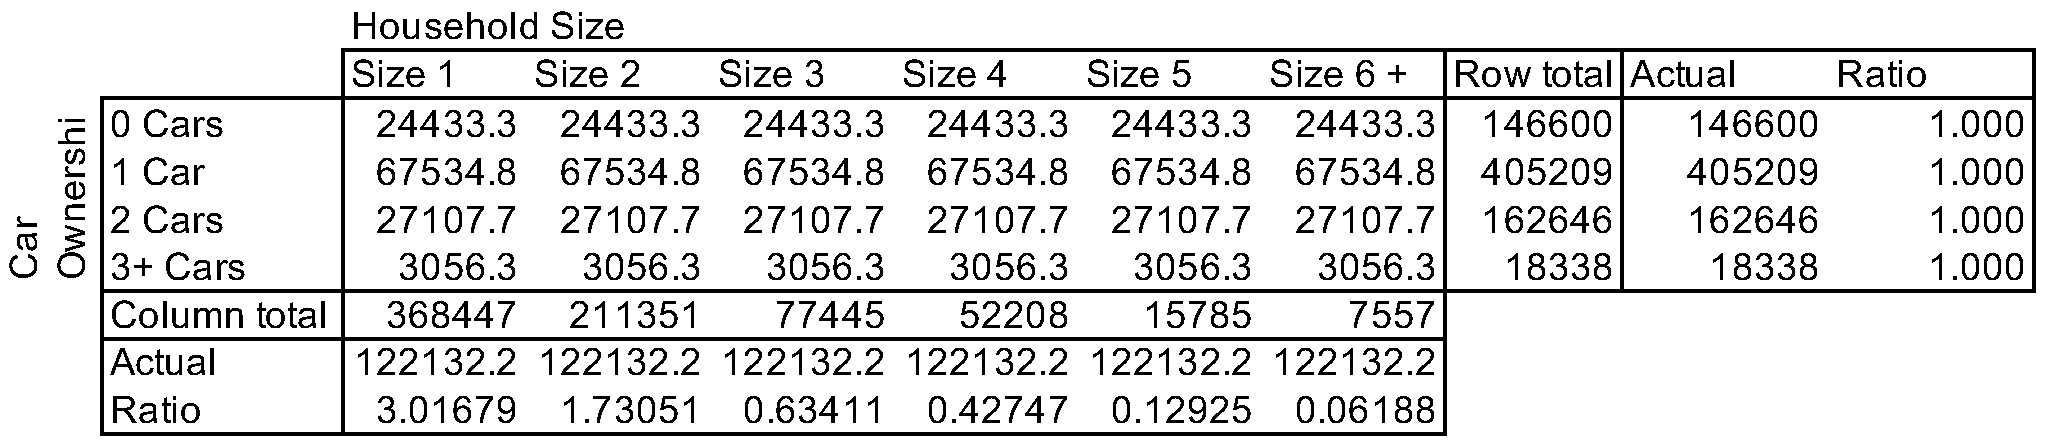 Household Size
Size 1 Size 2 Size 3 Size 4 Size 5 Size 6 + Row total Actual Ratio
Car
Ownershi
0 Cars 24433.3 24433.3 24433.3 24433.3 24433.3 24433.3 146600 146600 1.000
1 Car 67534.8 67534.8 67534.8 67534.8 67534.8 67534.8 405209 405209 1.000
2 Cars 27107.7 27107.7 27107.7 27107.7 27107.7 27107.7 162646 162646 1.000
3+ Cars 3056.3 3056.3 3056.3 3056.3 3056.3 3056.3 18338 18338 1.000
Column total 368447 211351 77445 52208 15785 7557
Actual 122132.2 122132.2 122132.2 122132.2 122132.2 122132.2
Ratio 3.01679 1.73051 0.63411 0.42747 0.12925 0.06188